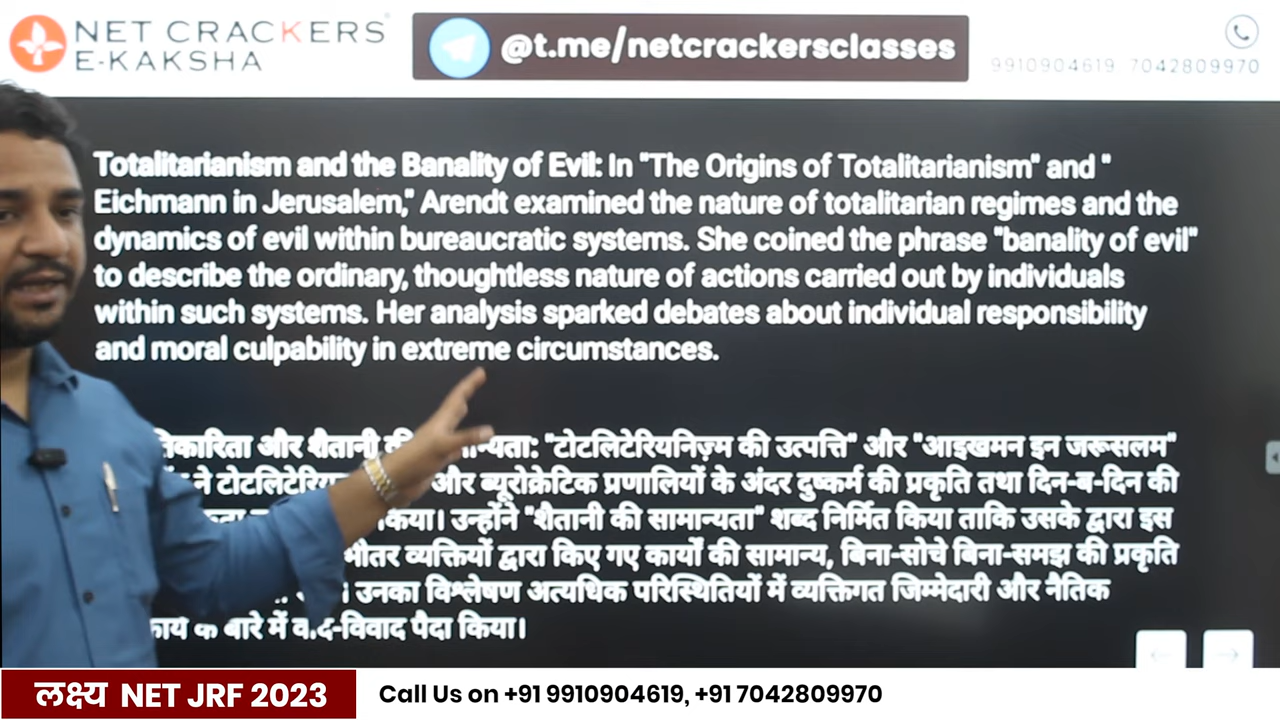 NET CRACKERS
E-KAKSHA
@t.me/netcrackersclasses
9910904619 7042809970
Totalitarianism and the Banality of Evil: In "The Origins of Totalitarianism" and "
Eichmann in Jerusalem," Arendt examined the nature of totalitarian regimes and the
dynamics of evil within bureaucratic systems. She coined the phrase "banality of evil"
to describe the ordinary, thoughtless nature of actions carried out by individuals
within such systems. Her analysis sparked debates about individual responsibility
and moral culpability in extreme circumstances.
और शैतानी "टोटलिटेरियनिज़्म की उत्पत्ति" और "आइखमन इन जरूसलम"
ने और ब्यूरोक्रेटिक प्रणालियों के अंदर दुष्कर्म की प्रकृति तथा दिन-ब-दिन की
किया। उन्होंने "शैतानी की सामान्यता" शब्द निर्मित किया ताकि उसके द्वारा इस
भीतर व्यक्तियों द्वारा किए गए कार्यों की सामान्य, बिना-सोचे बिना-समझ की प्रकृति
उनका विश्लेषण अत्यधिक परिस्थितियों में व्यक्तिगत जिम्मेदारी और नैतिक
के बारे में वाद-विवाद पैदा किया।
लक्ष्य NET JRF 2023
Call Us on +91 9910904619, +91 7042809970